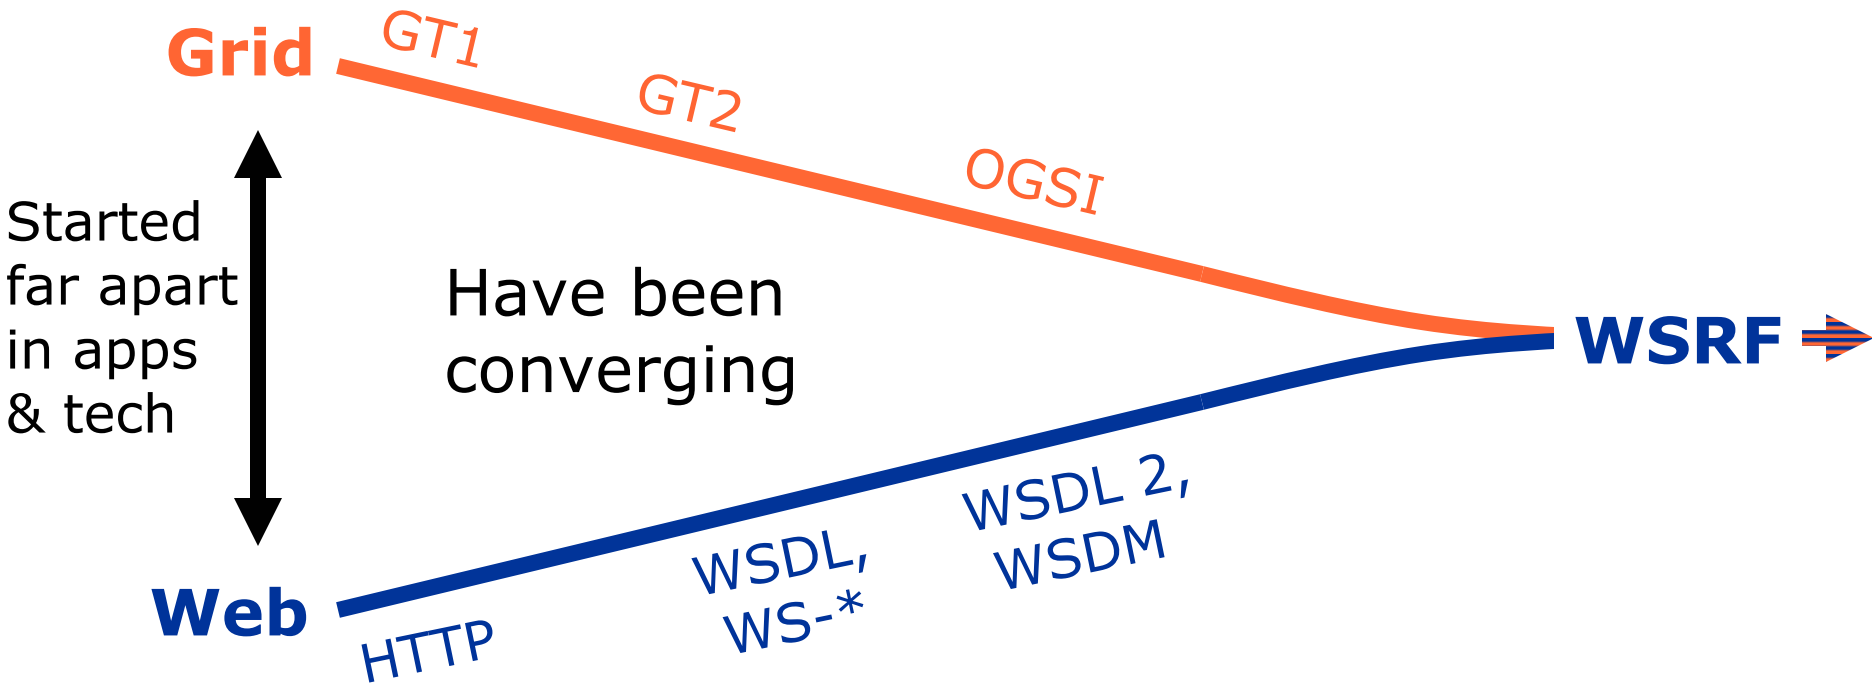 Grid
GT1
GT2
OGSI
Started
far apart
in apps
& tech
Have been
converging
WSRF
Web
HTTP
WSDL,
WS-*
WSDL 2,
WSDM